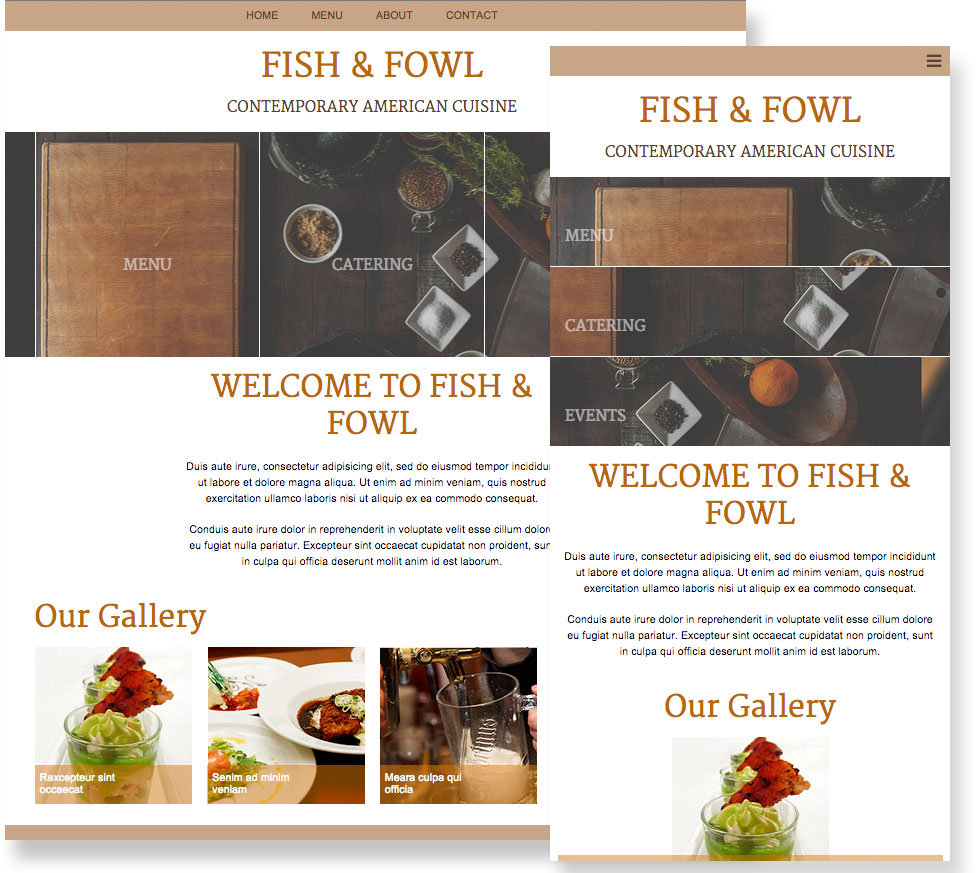 HOME MENU ABOUT CONTACT
FISH & FOWL
CONTEMPORARY AMERICAN CUISINE
MENU
CATERING
WELCOME TO FISH &
FOWL
Duis aute irure, consectetur adipisicing elit, sed do eiusmod tempor incididu
ut labore et dolore magna aliqua. Ut enim ad minim veniam, quis nostrud
exercitation ullamco laboris nisi ut aliquip ex ea commodo consequat.
Conduis aute irure dolor in reprehenderit in voluptate velit esse cillum dolore
eu fugiat nulla pariatur. Excepteur sint occaecat cupidatat non proident, sun
in culpa qui officia deserunt mollit anim id est laborum.
Our Gallery
Rexcepteur sint
occaecat
Senim ad minim
veniam
Meara culpa qui
officia
FISH & FOWL
CONTEMPORARY AMERICAN CUISINE
MENU
CATERING
EVENTS
WELCOME TO FISH &
FOWL
Duis aute irure, consectetur adipisicing elit, sed do eiusmod tempor incididunt
ut labore et dolore magna aliqua. Ut enim ad minim veniam, quis nostrud
exercitation ullamco laboris nisi ut aliquip ex ea commodo consequat.
Conduis aute irure dolor in reprehenderit in voluptate velit esse cillum dolore
eu fugiat nulla pariatur. Excepteur sint occaecat cupidatat non proident, sunt
in culpa qui officia deserunt mollit anim id est laborum.
Our Gallery